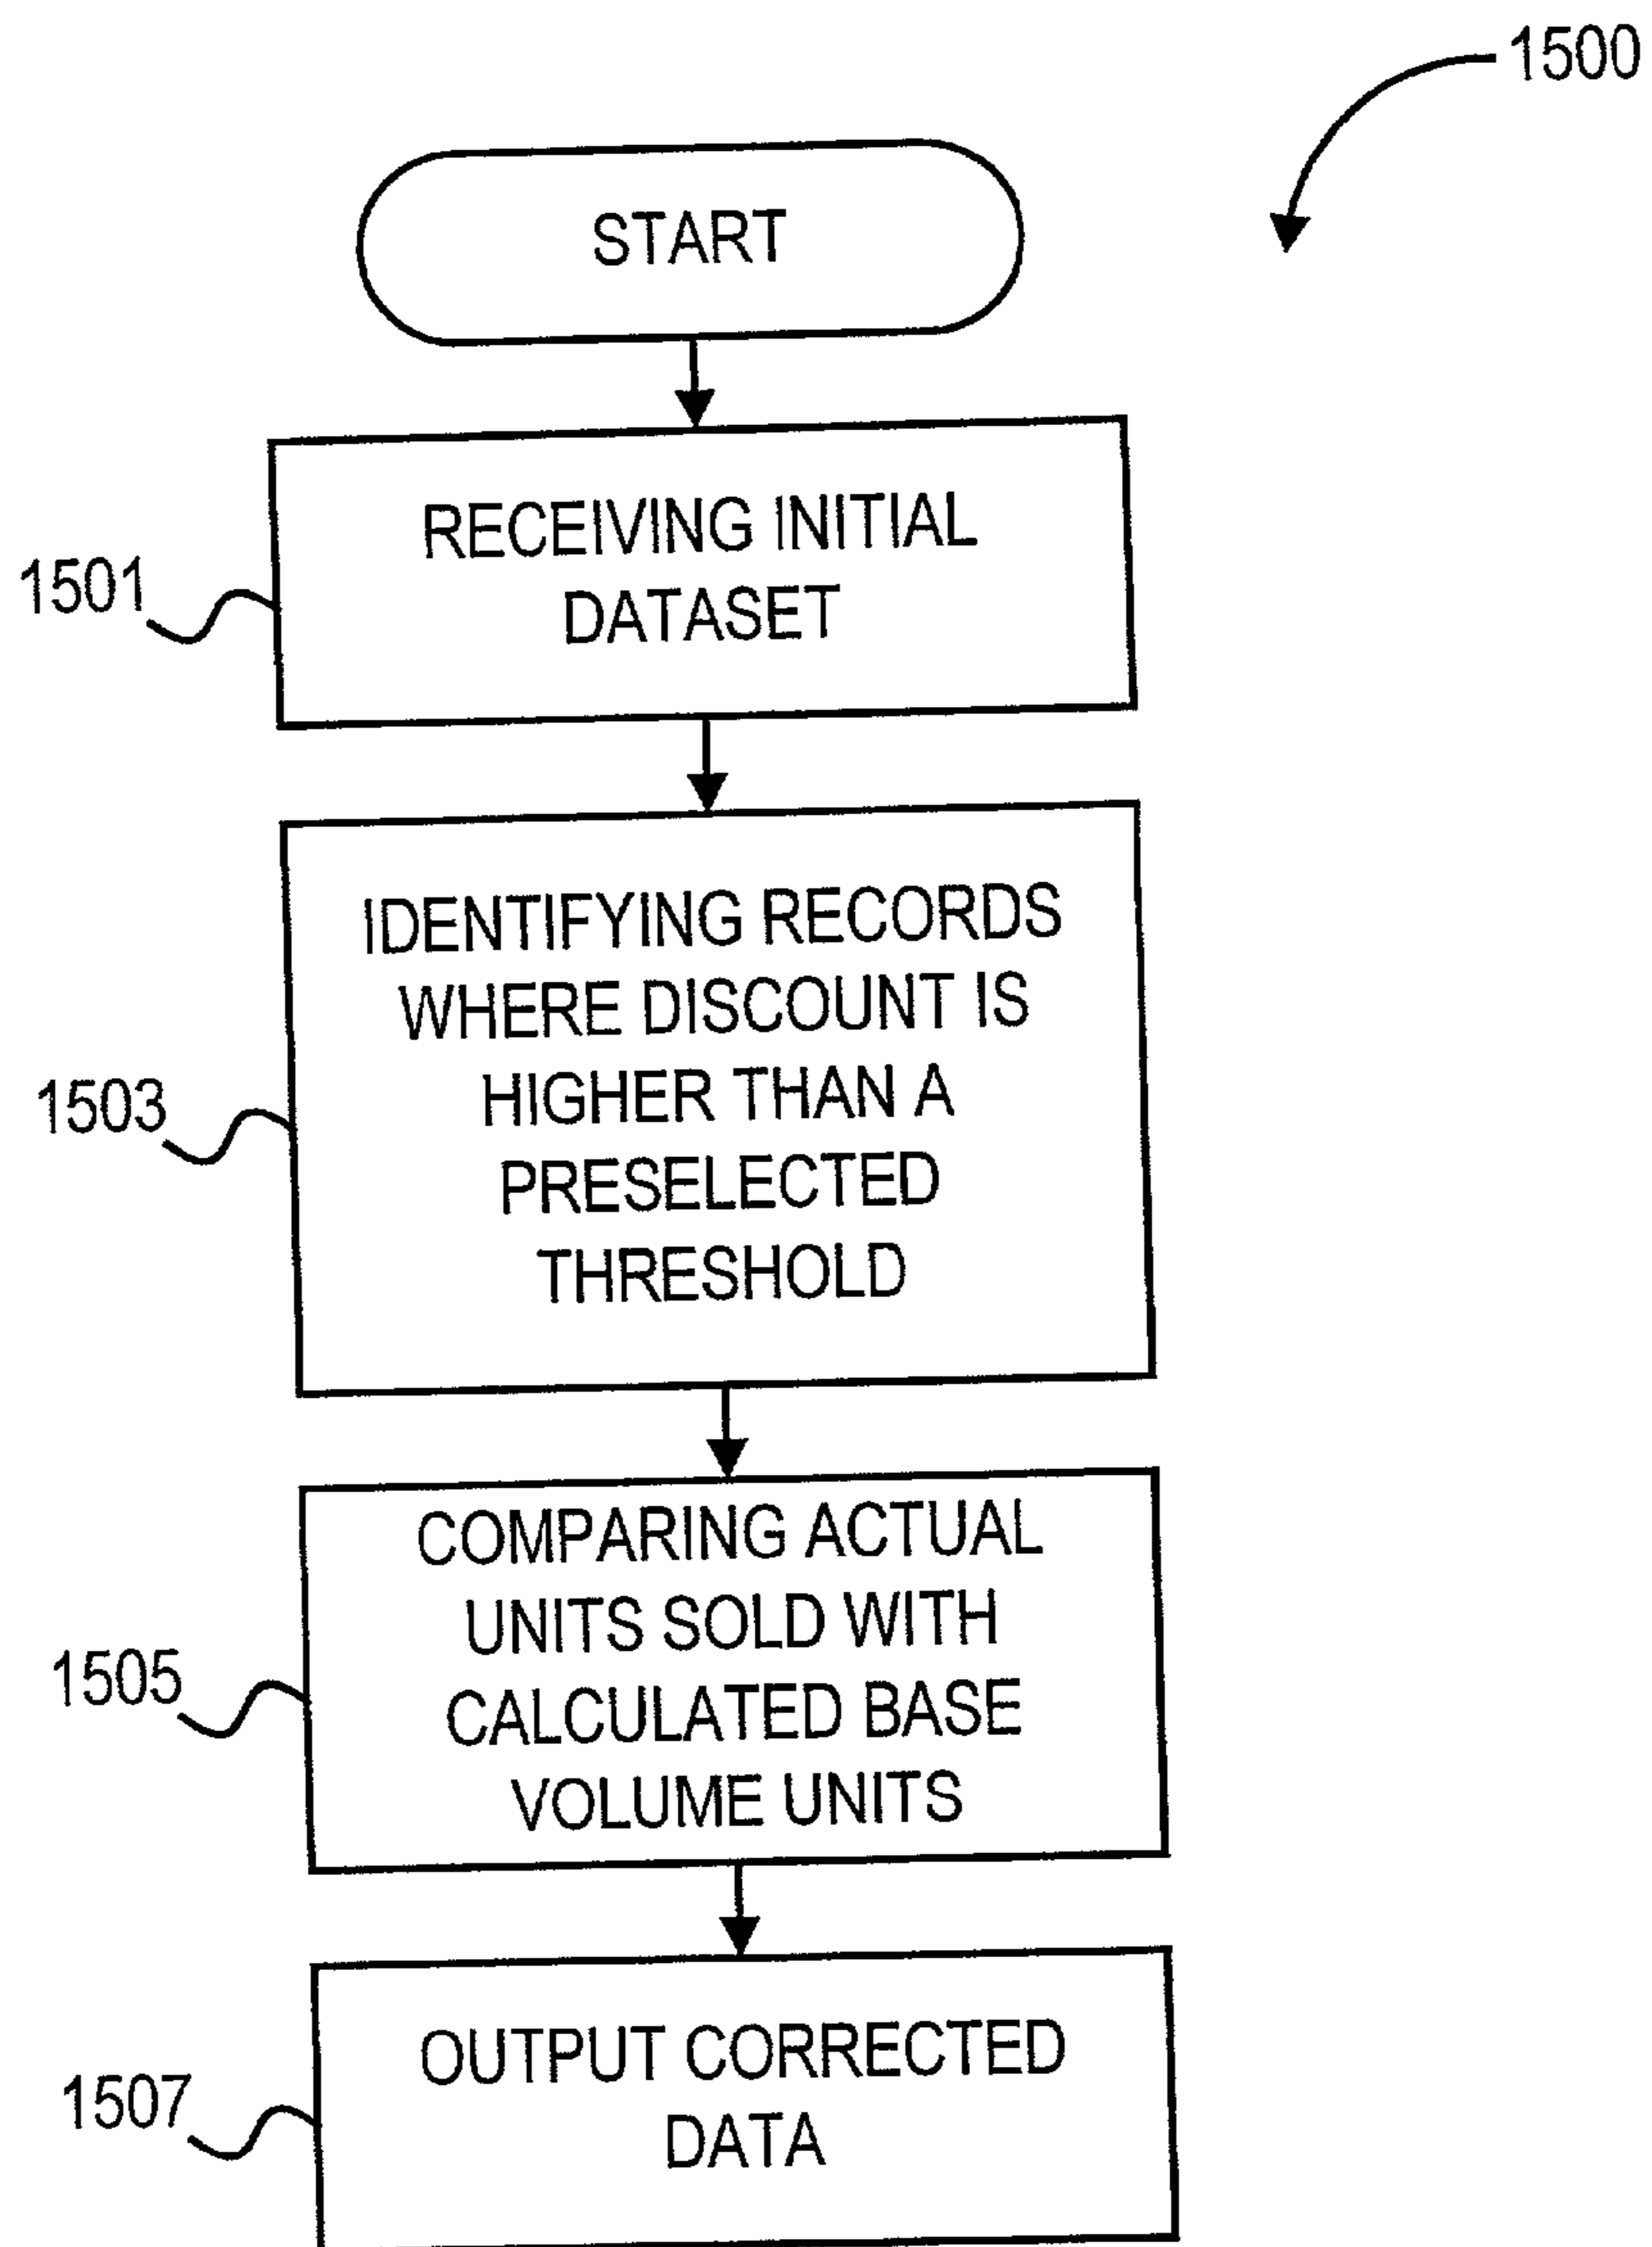 1500
START
RECEIVING INITIAL
DATASET
1501
IDENTIFYING RECORDS
WHERE DISCOUNT IS
HIGHER THAN A
PRESELECTED
THRESHOLD
1503
COMPARING ACTUAL
UNITS SOLD WITH
CALCULATED BASE
VOLUME UNITS
1505
OUTPUT CORRECTED
DATA
1507